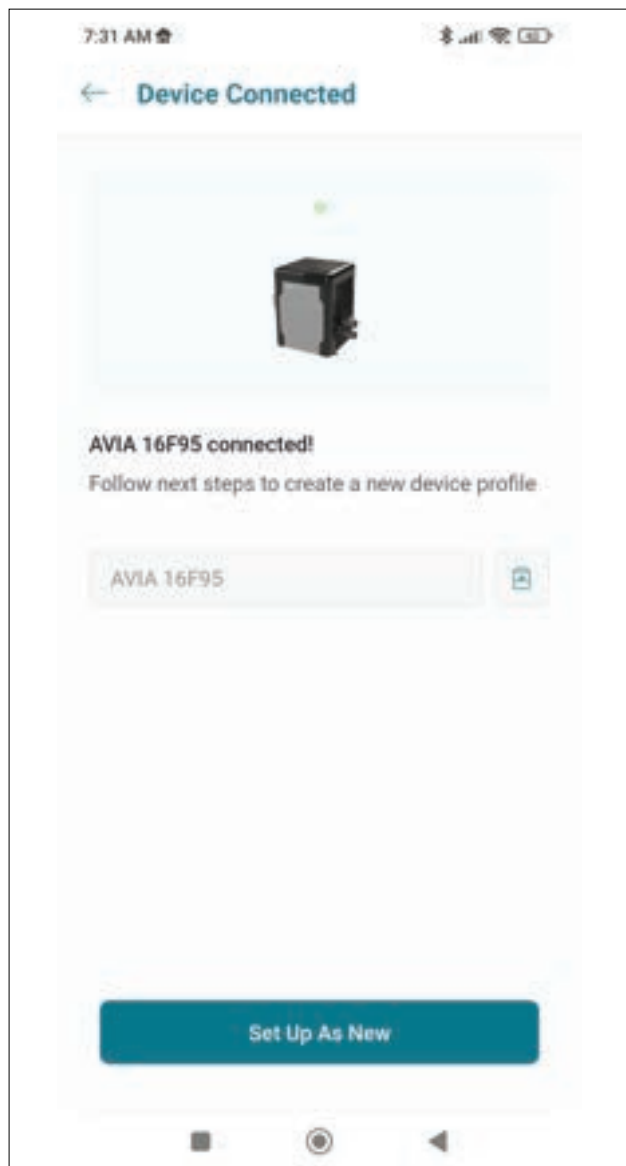 7:31 AM
Device Connected
AVIA 16F95 connected!
Follow next steps to create a new device profile
AVIA 16F95
Set Up As New